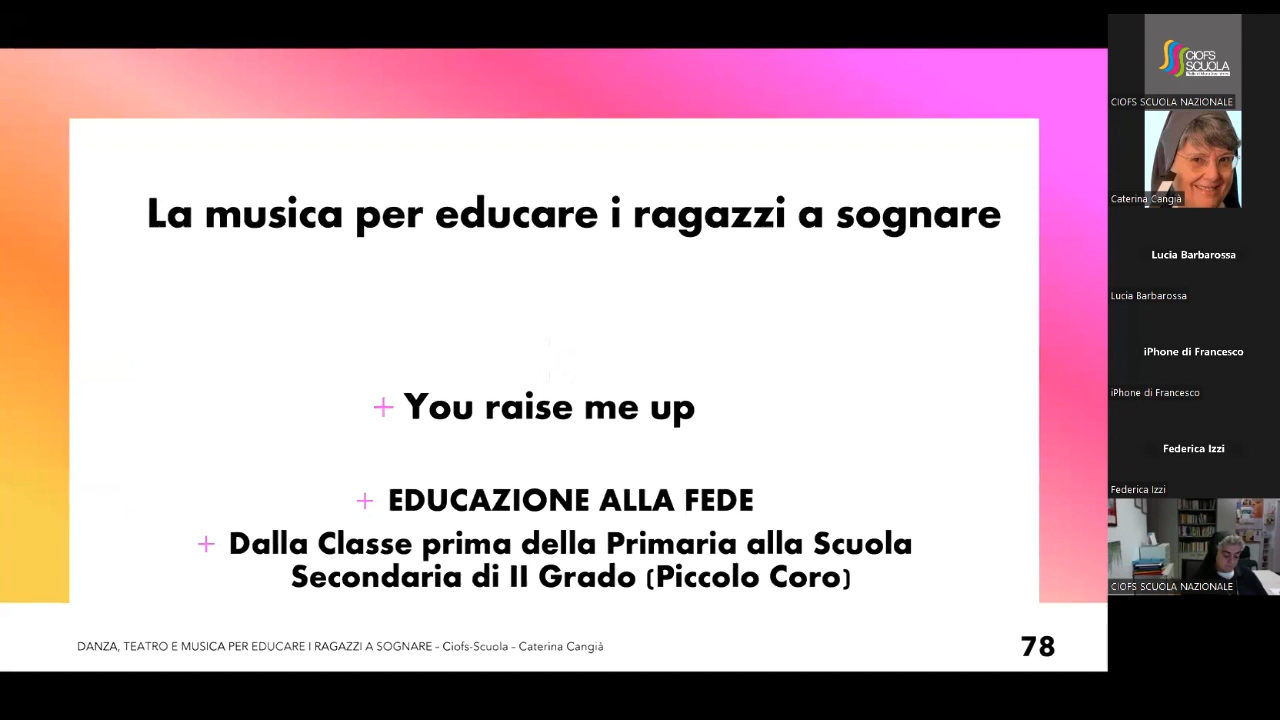 La musica per educare i ragazzi a sognare
+ You raise me up
+ EDUCAZIONE ALLA FEDE
+ Dalla Classe prima della Primaria alla Scuola
Secondaria di II Grado (Piccolo Coro)
DANZA, TEATRO E MUSICA PER EDUCARE I RAGAZZI A SOGNARE – Ciofs-Scuola – Caterina Cangià
78
CIOFS
SCUOLA
CIOFS SCUOLA NAZIONALE
Caterina Cangià
Lucia Barbarossa
Lucia Barbarossa
iPhone di Francesco
iPhone di Francesco
Federica Izzi
Federica Izzi
CIOFS SCUOLA NAZIONALE